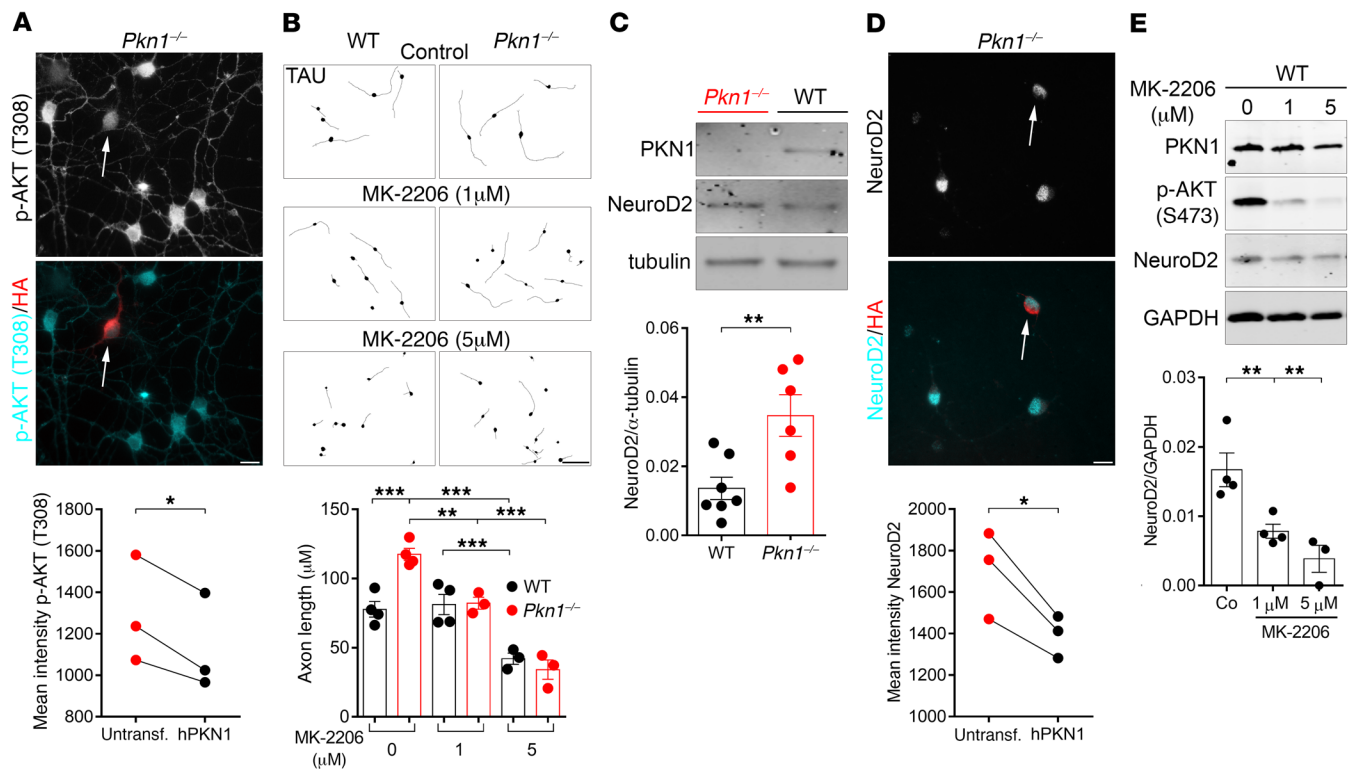 A
Pkn1–/–
p-AKT (T308)
p-AKT (T308)/HA
Mean intensity p-AKT (T308)
1800
1600
1400
1200
1000
800
*
Untransf. hPKN1
B
WT Pkn1–/–
Control
TAU
MK-2206 (1μM)
MK-2206 (5μM)
Axon length (μM)
150
100
50
0
*** *** ** *** ***
WT
Pkn1–/–
MK-2206
(μM)
0 1 5
C
Pkn1–/– WT
PKN1
NeuroD2
tubulin
NeuroD2/α-tubulin
0.06
0.04
0.02
0.00
**
WT Pkn1–/–
D
Pkn1–/–
NeuroD2
NeuroD2/HA
Mean intensity NeuroD2
2000
1800
1600
1400
1200
1000
*
Untransf. hPKN1
E
WT
MK-2206
(μM)
0 1 5
PKN1
p-AKT
(S473)
NeuroD2
GAPDH
NeuroD2/GAPDH
0.03
0.02
0.01
0.00
** **
Co 1 μM 5 μM
MK-2206